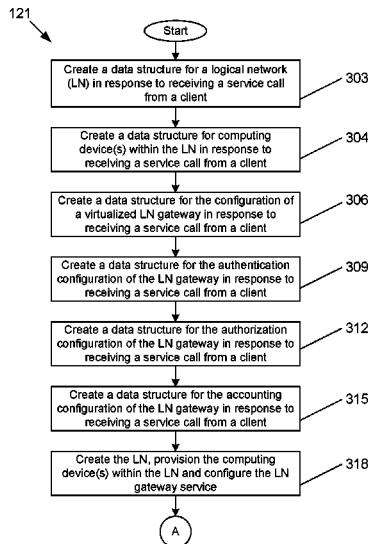 121
Start
Create a data structure for a logical network
(LN) in response to receiving a service call
from a client
303
Create a data structure for computing
device(s) within the LN in response to
receiving a service call from a client
304
Create a data structure for the configuration of
a virtualized LN gateway in response to
receiving a service call from a client
306
Create a data structure for the authentication
configuration of the LN gateway in response to
receiving a service call from a client
309
Create a data structure for the authorization
configuration of the LN gateway in response to
receiving a service call from a client
312
Create a data structure for the accounting
configuration of the LN gateway in response to
receiving a service call from a client
315
Create the LN, provision the computing
device(s) within the LN and configure the LN
gateway service
318
A